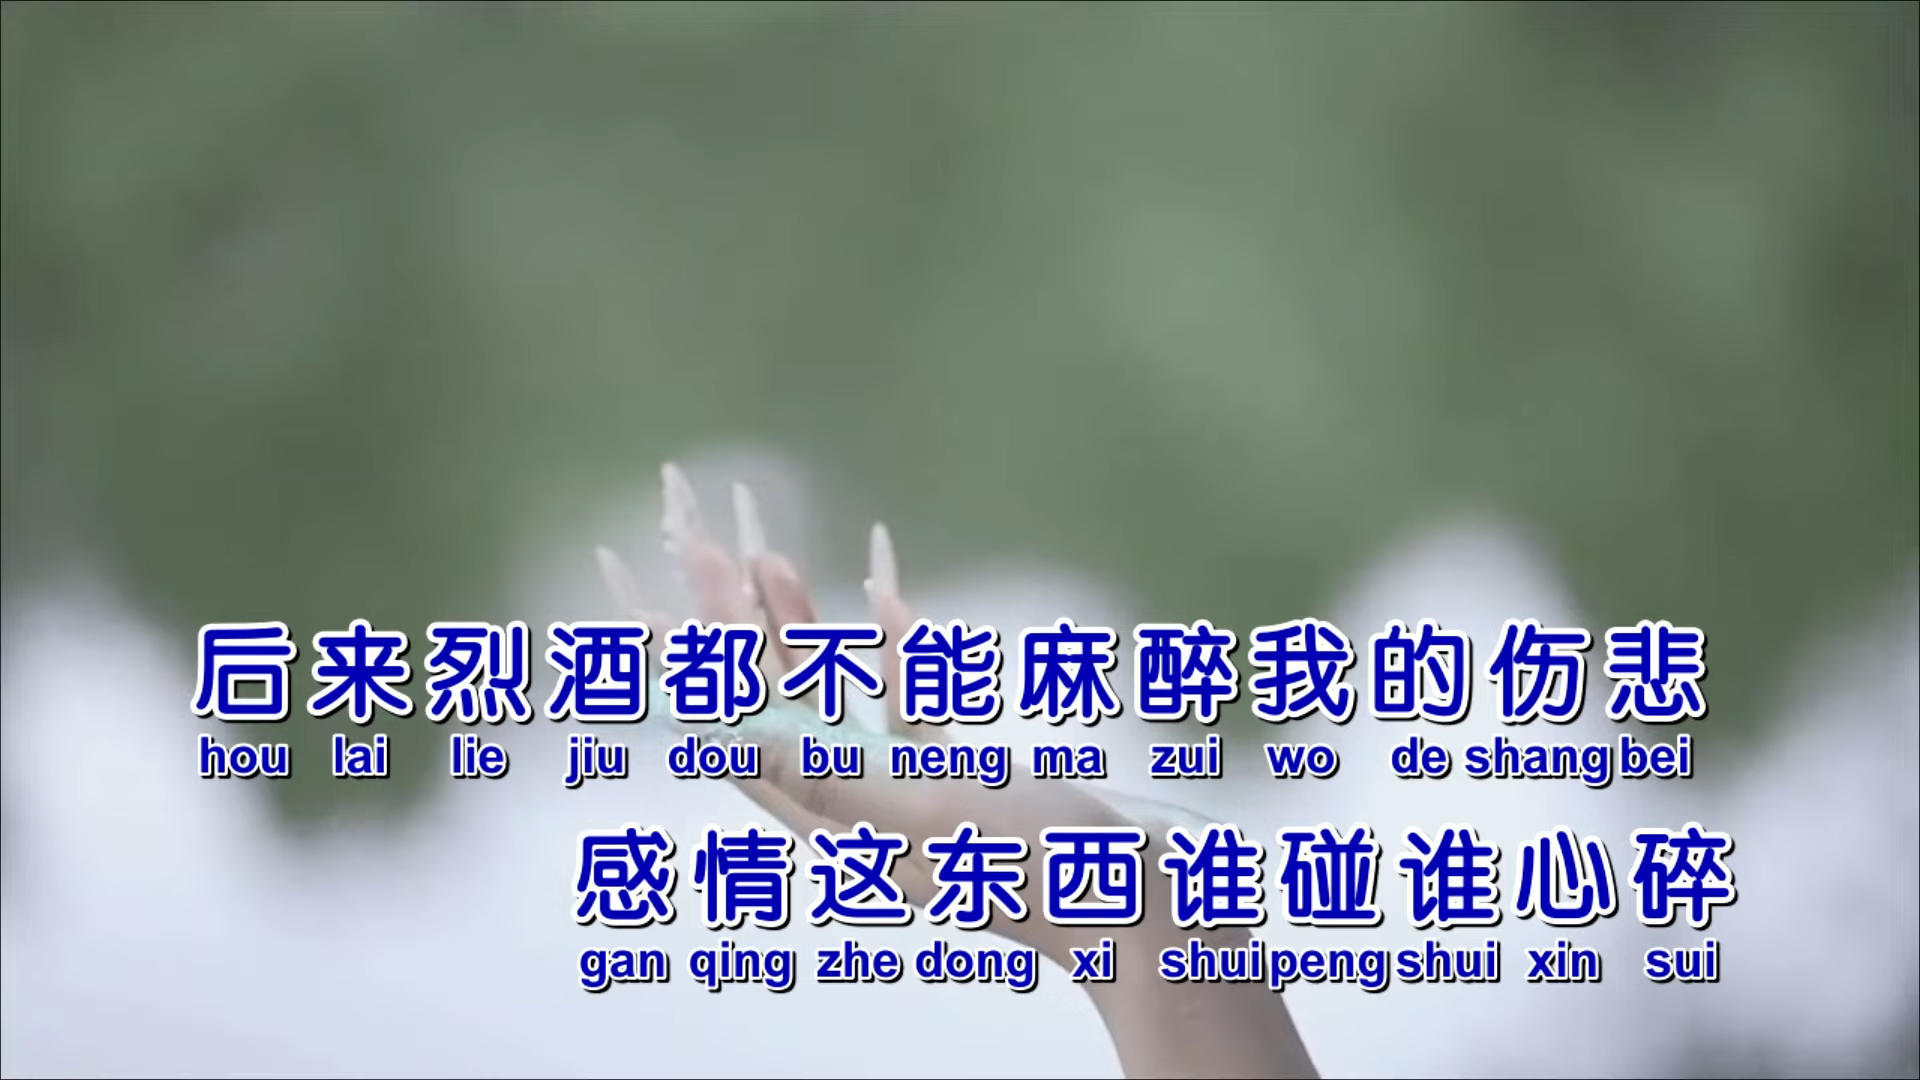 后来烈酒都不能麻醉我的伤悲
hou lai lie jiu dou bu neng ma zui wo de shang bei
感情这东西谁碰谁心碎
gan qing zhe dong xi shui peng shui xin sui